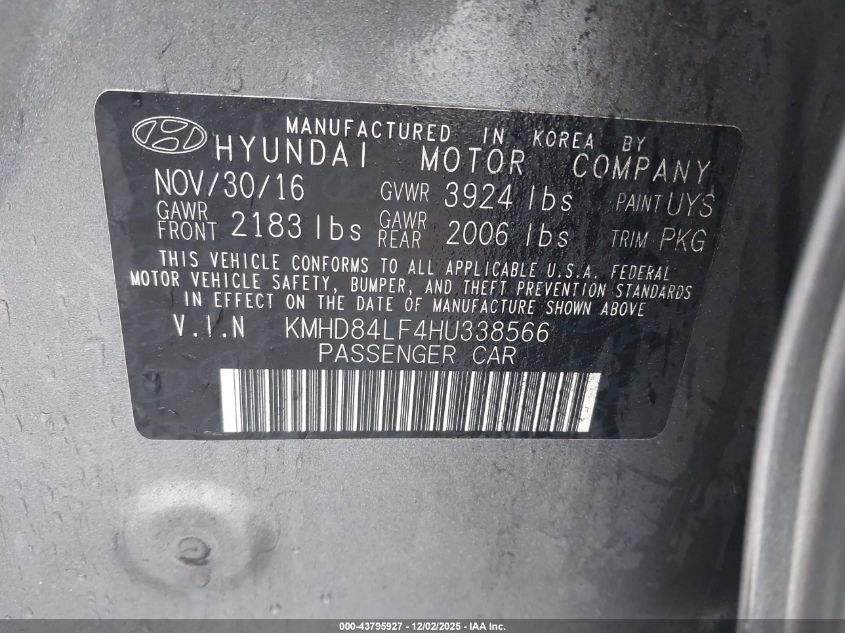 MANUFACTURED IN KOREA BY
HYUNDAI MOTOR COMPANY
NOV/30/16 GVWR 3924 lbs PAINT UYS
GAWR FRONT 2183 lbs GAWR REAR 2006 lbs TRIM PKG
THIS VEHICLE CONFORMS TO ALL APPLICABLE U.S.A. FEDERAL
MOTOR VEHICLE SAFETY, BUMPER, AND THEFT PREVENTION STANDARDS
IN EFFECT ON THE DATE OF MANUFACTURE SHOWN ABOVE
V.I.N KMHD84LF4HU338566
PASSENGER CAR
000-43795927 - 12/02/2025 - IAA Inc.